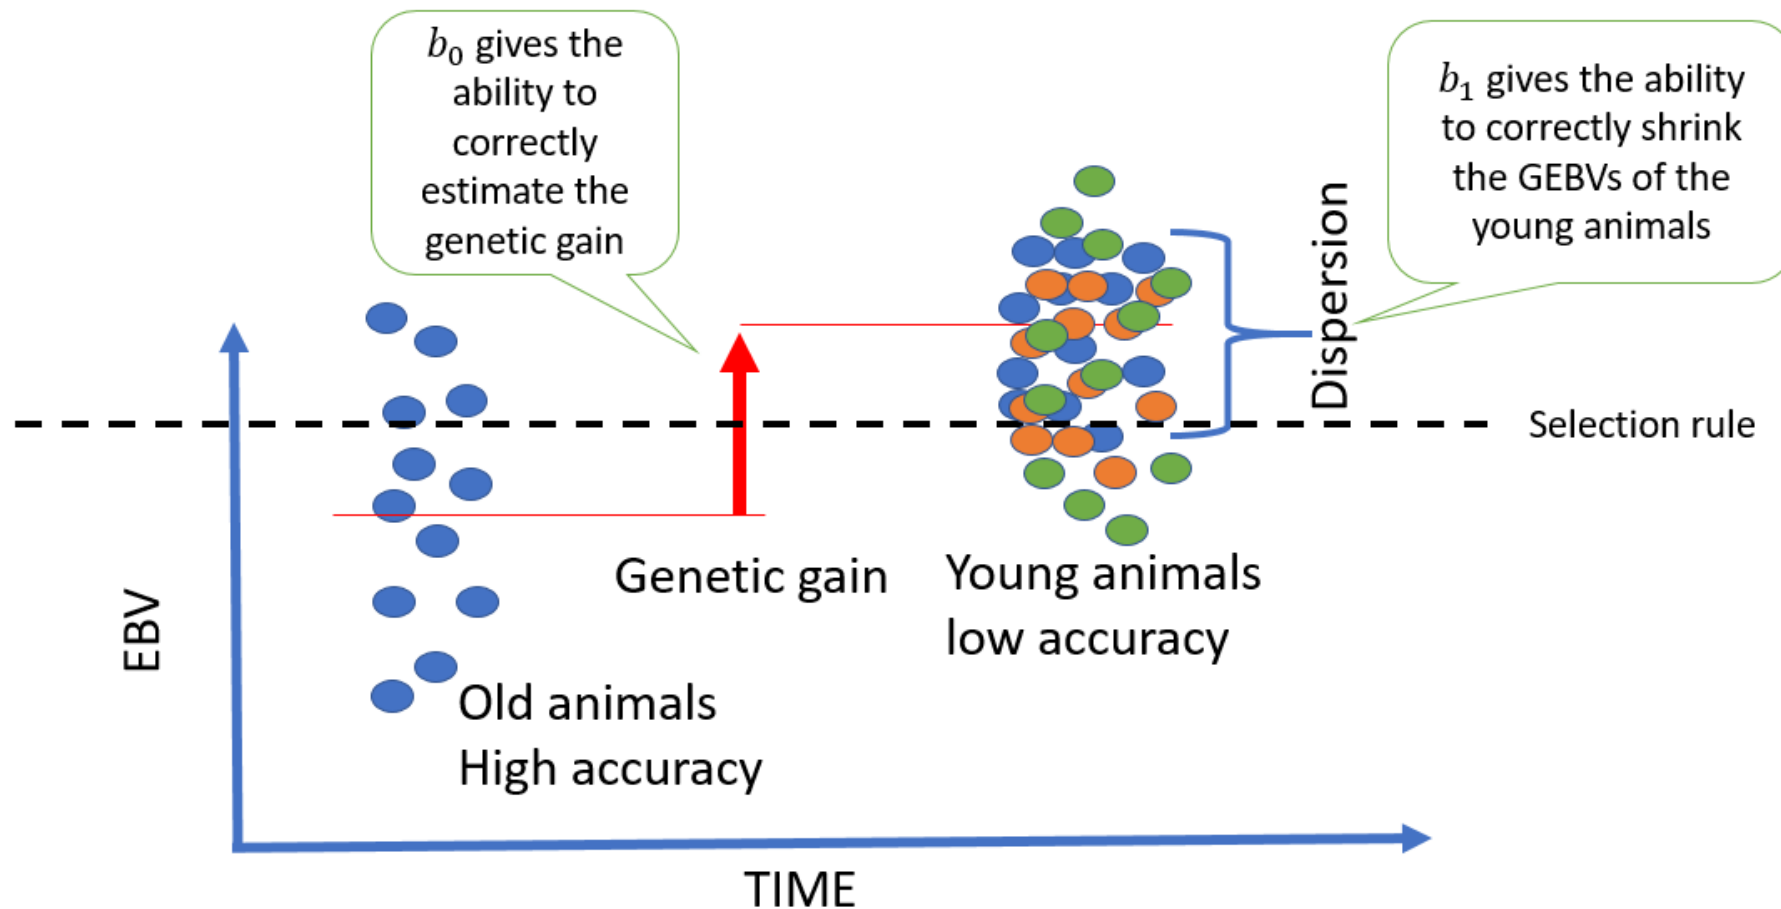 b₀ gives the
ability to
correctly
estimate the
genetic gain
b₁ gives the ability
to correctly shrink
the GEBVs of the
young animals
Dispersion
Selection rule
Genetic gain
Young animals
low accuracy
EBV
Old animals
High accuracy
TIME